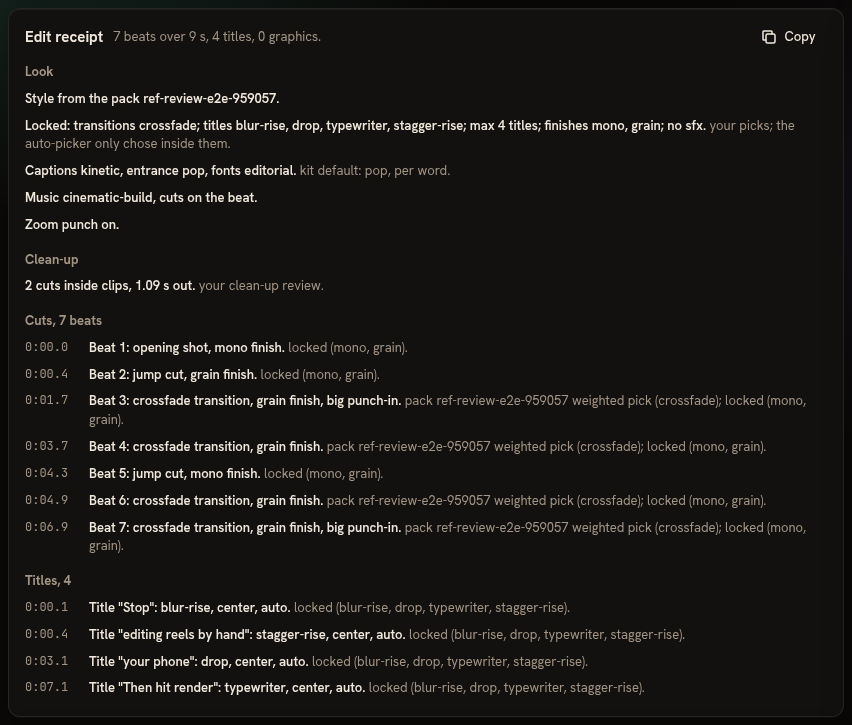 Edit receipt 7 beats over 9 s, 4 titles, 0 graphics. Copy
Look
Style from the pack ref-review-e2e-959057.
Locked: transitions crossfade; titles blur-rise, drop, typewriter, stagger-rise; max 4 titles; finishes mono, grain; no sfx. your picks; the
auto-picker only chose inside them.
Captions kinetic, entrance pop, fonts editorial. kit default: pop, per word.
Music cinematic-build, cuts on the beat.
Zoom punch on.
Clean-up
2 cuts inside clips, 1.09 s out. your clean-up review.
Cuts, 7 beats
0:00.0 Beat 1: opening shot, mono finish. locked (mono, grain).
0:00.4 Beat 2: jump cut, grain finish. locked (mono, grain).
0:01.7 Beat 3: crossfade transition, grain finish, big punch-in. pack ref-review-e2e-959057 weighted pick (crossfade); locked (mono,
grain).
0:03.7 Beat 4: crossfade transition, grain finish. pack ref-review-e2e-959057 weighted pick (crossfade); locked (mono, grain).
0:04.3 Beat 5: jump cut, mono finish. locked (mono, grain).
0:04.9 Beat 6: crossfade transition, grain finish. pack ref-review-e2e-959057 weighted pick (crossfade); locked (mono, grain).
0:06.9 Beat 7: crossfade transition, grain finish, big punch-in. pack ref-review-e2e-959057 weighted pick (crossfade); locked (mono,
grain).
Titles, 4
0:00.1 Title "Stop": blur-rise, center, auto. locked (blur-rise, drop, typewriter, stagger-rise).
0:00.4 Title "editing reels by hand": stagger-rise, center, auto. locked (blur-rise, drop, typewriter, stagger-rise).
0:03.1 Title "your phone": drop, center, auto. locked (blur-rise, drop, typewriter, stagger-rise).
0:07.1 Title "Then hit render": typewriter, center, auto. locked (blur-rise, drop, typewriter, stagger-rise).